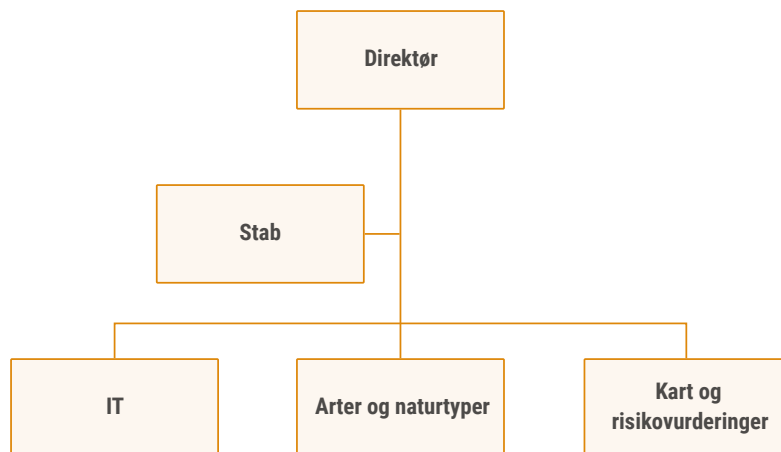 Direktør
Stab
IT
Arter og naturtyper
Kart og
risikovurderinger